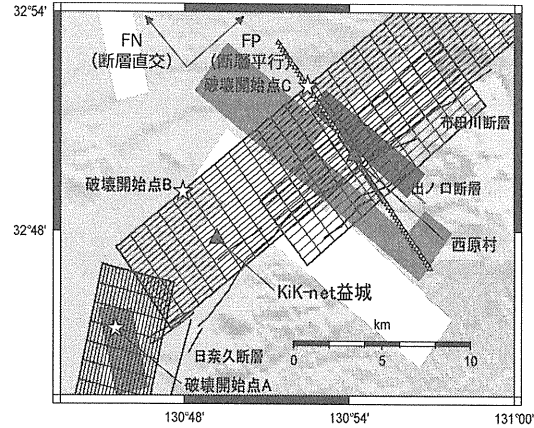 32°54'
FN
(断層直交)
FP
(断層平行)
破壊開始点C
布田川断層
破壊開始点B
出ノ口断層
32°48'
西原村
KiK-net益城
km
0 5 10
日奈久断層
破壊開始点A
130°48' 130°54' 131°00'